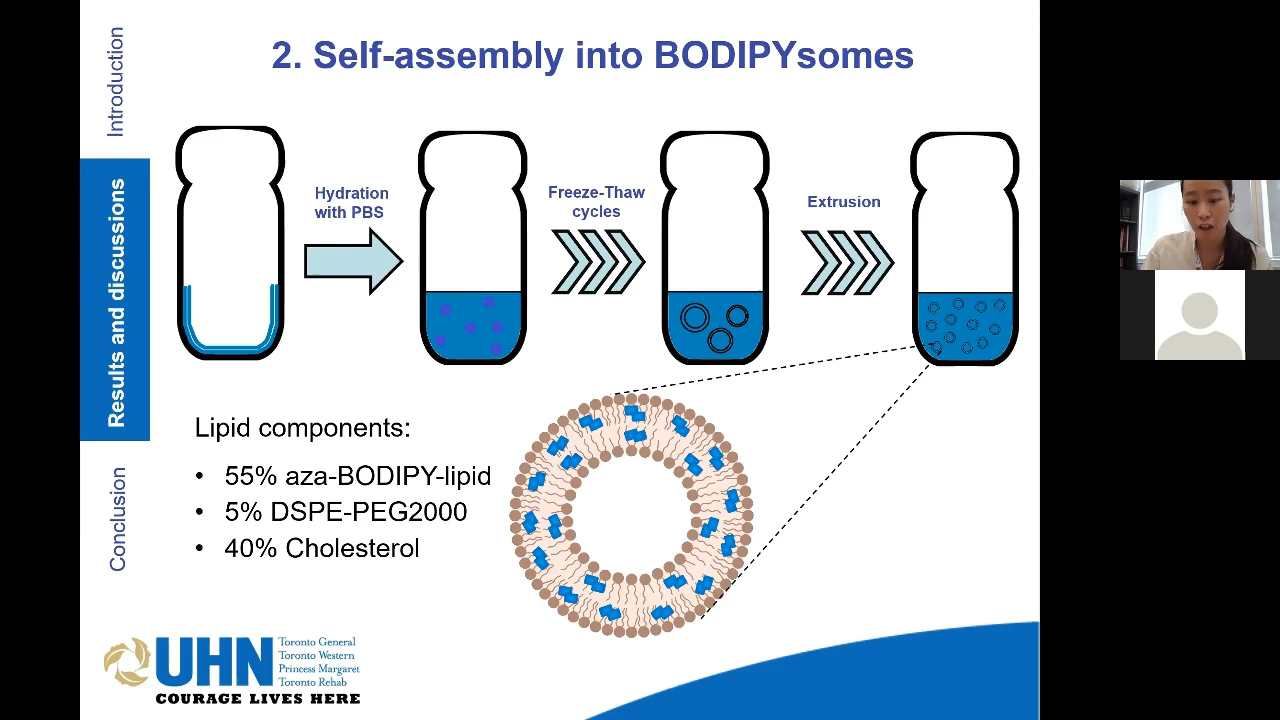 2. Self-assembly into BODIPYsomes
Introduction
Results and discussions
Conclusion
Hydration
with PBS
Freeze-Thaw
cycles
Extrusion
Lipid components:
• 55% aza-BODIPY-lipid
• 5% DSPE-PEG2000
• 40% Cholesterol
UHN
Toronto General
Toronto Western
Princess Margaret
Toronto Rehab
COURAGE LIVES HERE